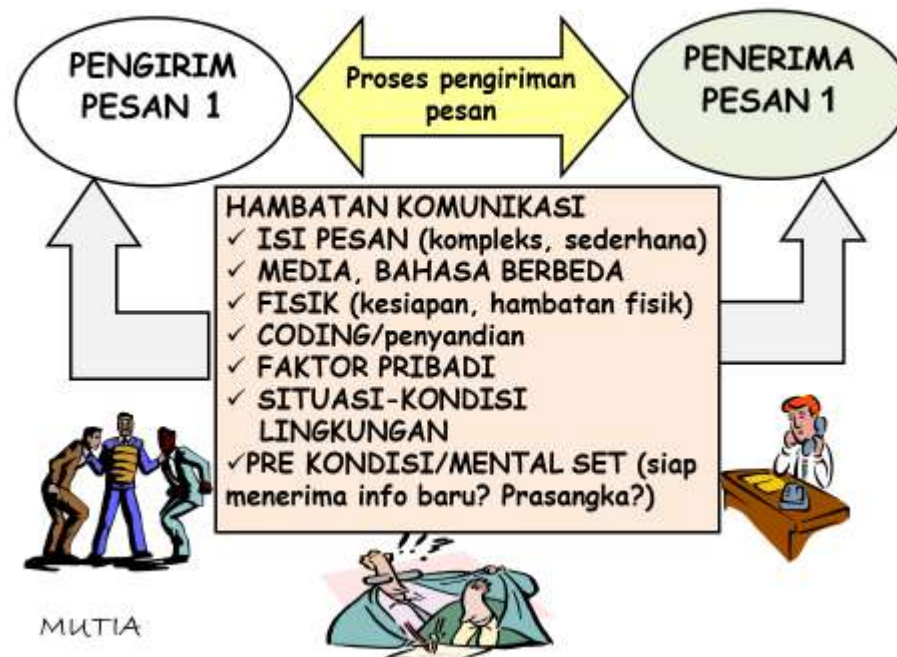 PENGIRIM
PESAN 1
Proses pengiriman
pesan
PENERIMA
PESAN 1
HAMBATAN KOMUNIKASI
✓ ISI PESAN (kompleks, sederhana)
✓ MEDIA, BAHASA BERBEDA
✓ FISIK (kesiapan, hambatan fisik)
✓ CODING/penyandian
✓ FAKTOR PRIBADI
✓ SITUASI-KONDISI
LINGKUNGAN
✓PRE KONDISI/MENTAL SET (siap
menerima info baru? Prasangka?)
!!?
MUTIA